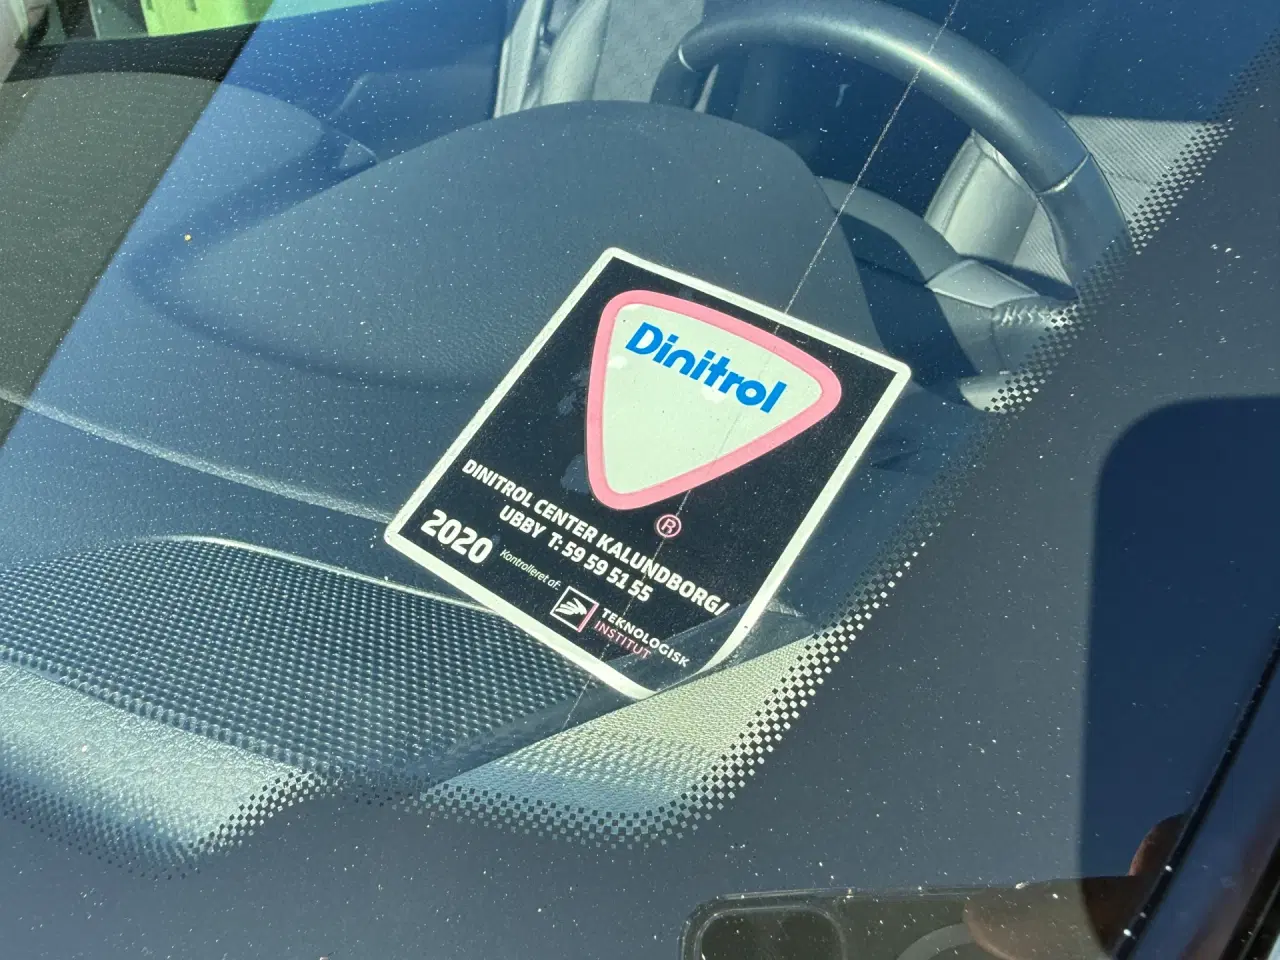 Dinitrol
®
DINITROL CENTER KALUNDBORG/
UBBY T: 59 59 51 55
2020
Kontrolleret af:
TEKNOLOGISK
INSTITUT